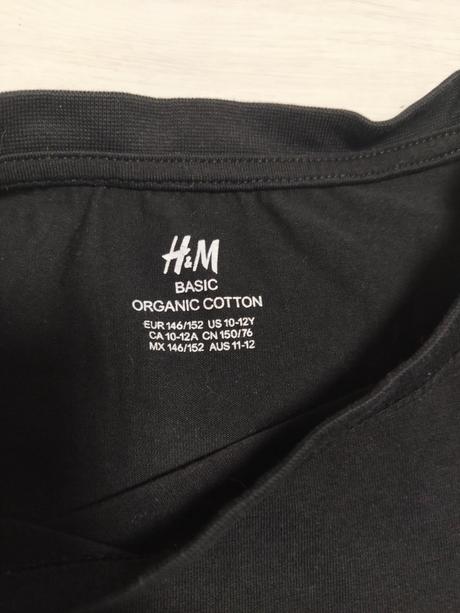 H&M
BASIC
ORGANIC COTTON
EUR 146/152 US 10-12Y
CA 10-12A CN 150/76
MX 146/152 AUS 11-12